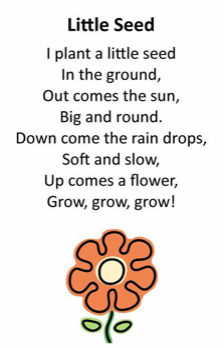 Little Seed
I plant a little seed
In the ground,
Out comes the sun,
Big and round.
Down come the rain drops,
Soft and slow,
Up comes a flower,
Grow, grow, grow!